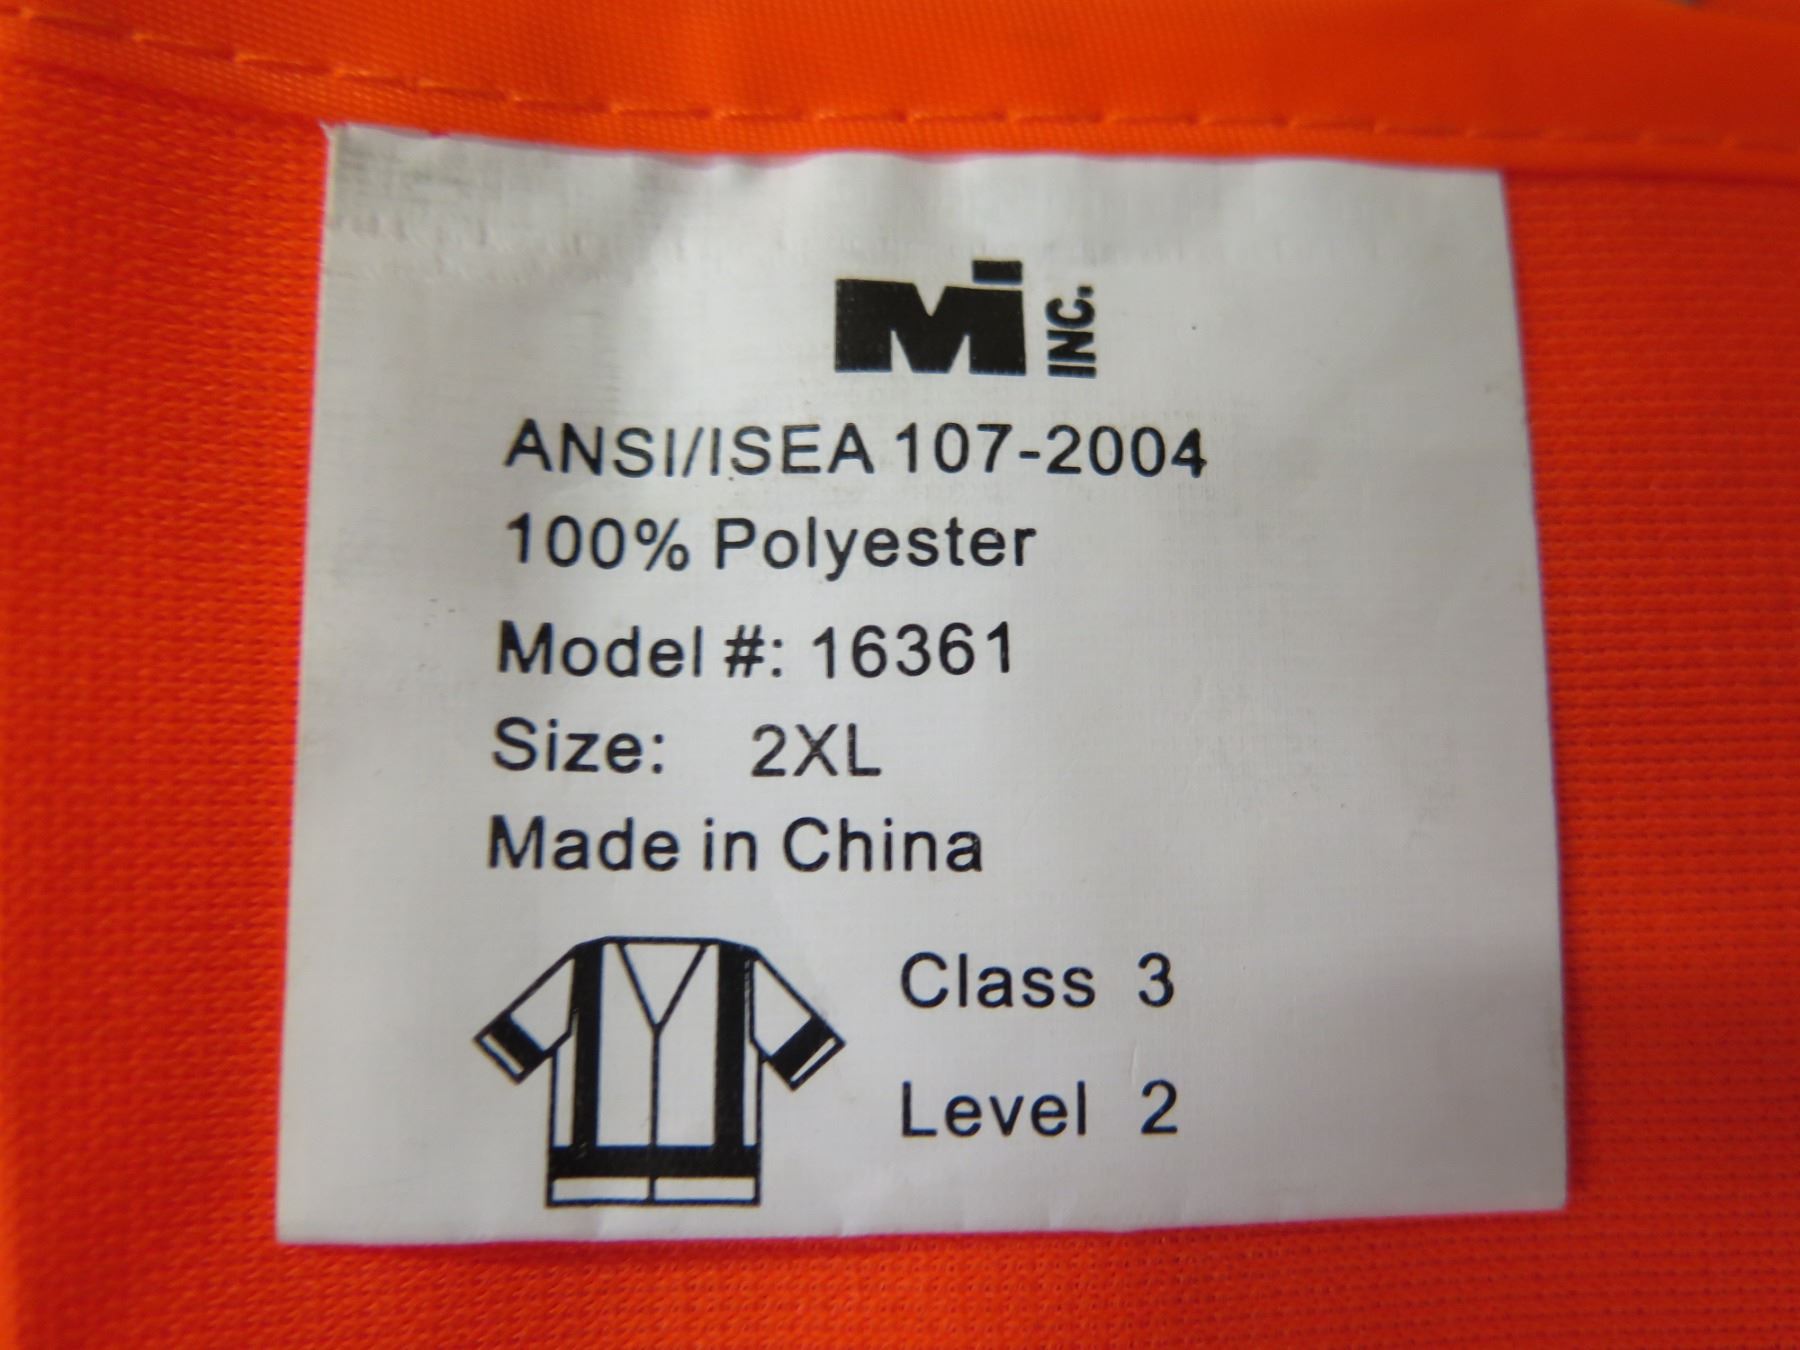 Mi INC.
ANSI/ISEA 107-2004
100% Polyester
Model #: 16361
Size: 2XL
Made in China
Class 3
Level 2